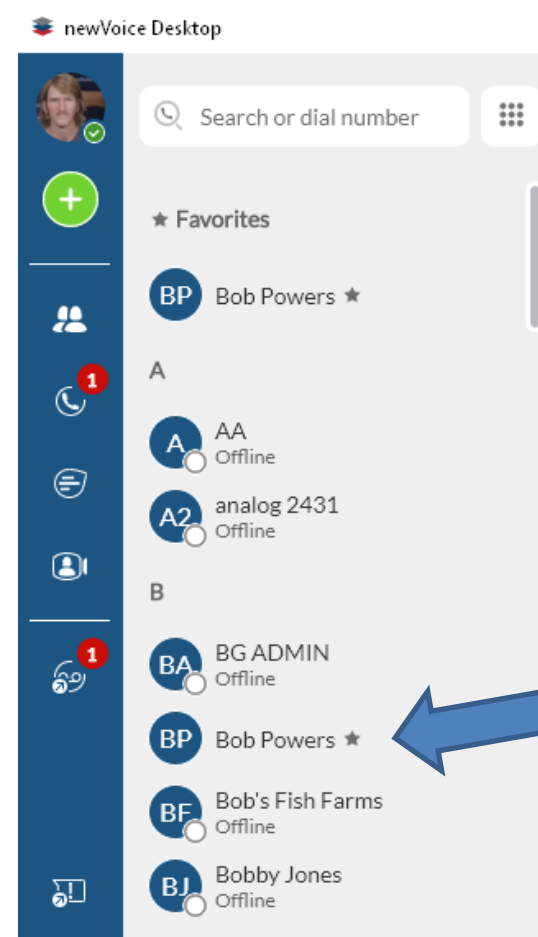 newVoice Desktop
Search or dial number
★ Favorites
BP Bob Powers ★
A
A AA
Offline
1
A2 analog 2431
Offline
B
1
BA BG ADMIN
Offline
BP Bob Powers ★
BF Bob's Fish Farms
Offline
BJ Bobby Jones
Offline